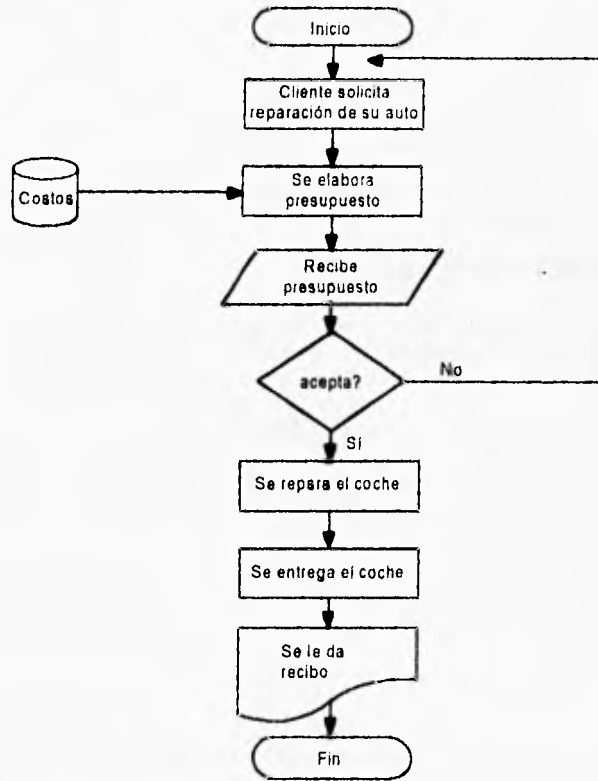 Inicio
Cliente solicita
reparación de su auto
Costos
Se elabora
presupuesto
Recibe
presupuesto
acepta?
No
Sí
Se repara el coche
Se entrega el coche
Se le da
recibo
Fin